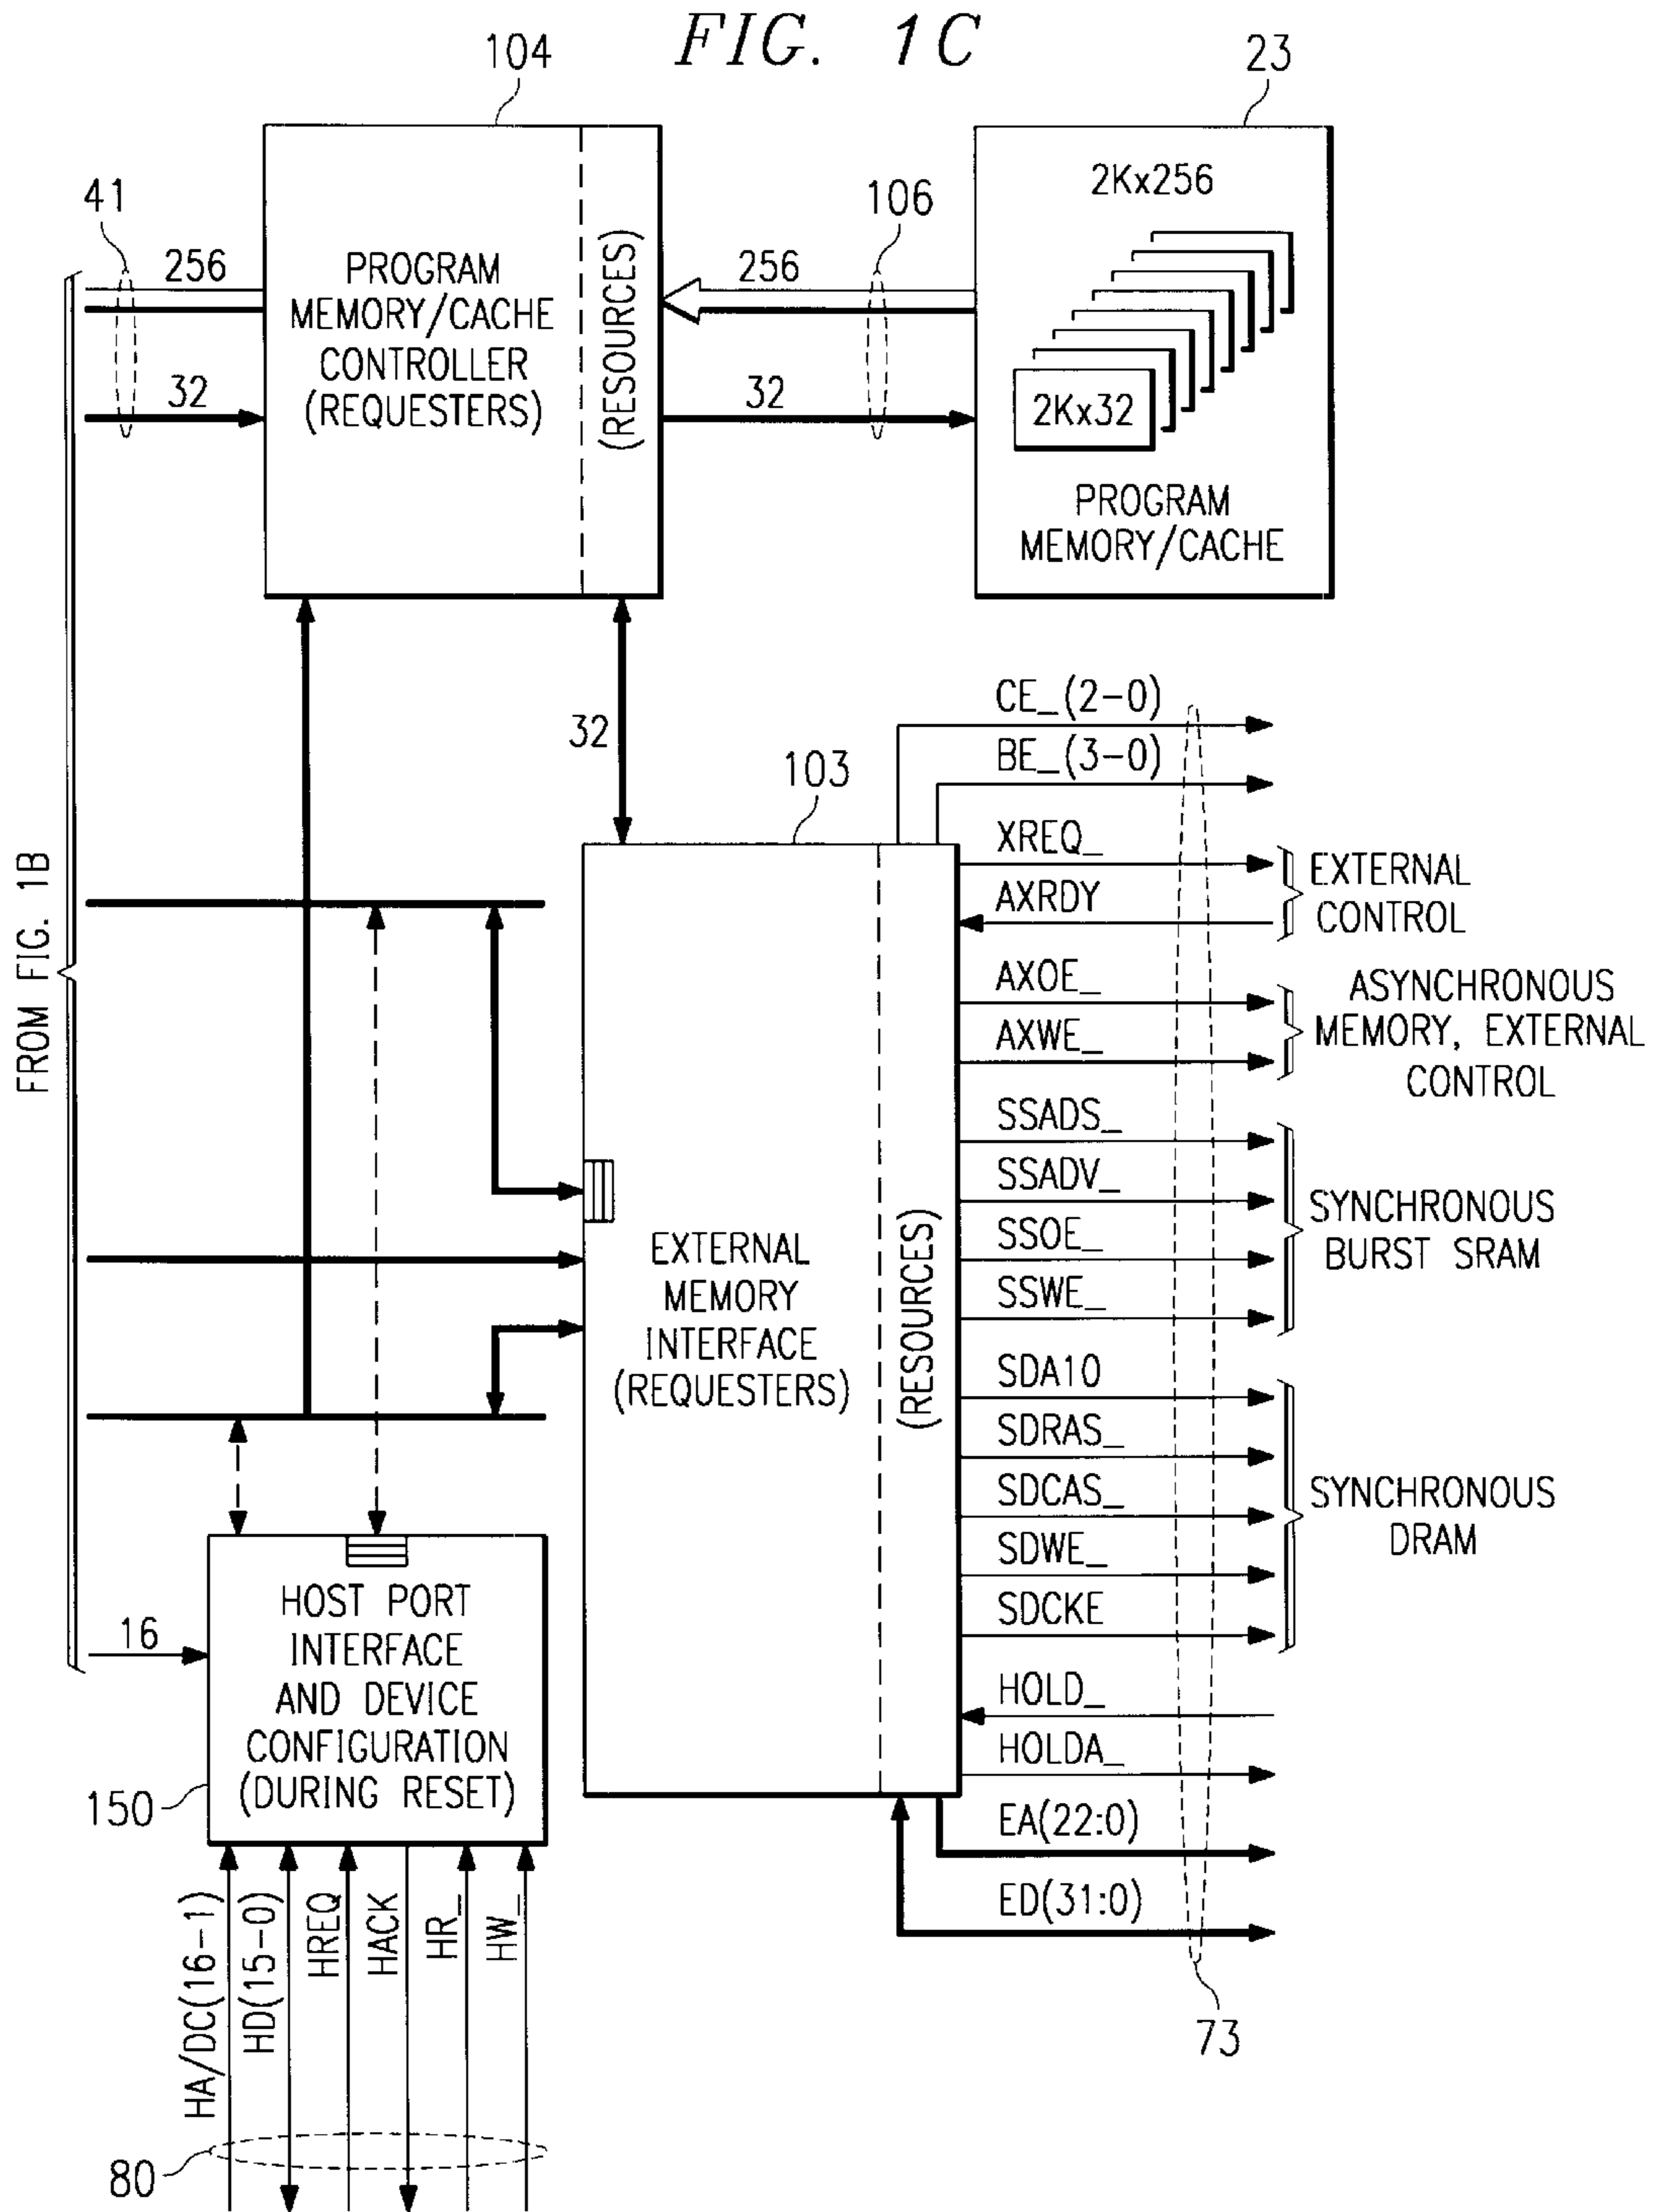 FIG. 1C
104
23
41
256
32
PROGRAM
MEMORY/CACHE
CONTROLLER
(REQUESTERS)
(RESOURCES)
106
256
32
2Kx256
2Kx32
PROGRAM
MEMORY/CACHE
FROM FIG. 1B
32
103
EXTERNAL
MEMORY
INTERFACE
(REQUESTERS)
(RESOURCES)
CE_(2-0)
BE_(3-0)
XREQ_
AXRDY
EXTERNAL
CONTROL
AXOE_
AXWE_
ASYNCHRONOUS
MEMORY, EXTERNAL
CONTROL
SSADS_
SSADV_
SSOE_
SSWE_
SYNCHRONOUS
BURST SRAM
SDA10
SDRAS_
SDCAS_
SDWE_
SDCKE
SYNCHRONOUS
DRAM
HOLD_
HOLDA_
EA(22:0)
ED(31:0)
73
16
HOST PORT
INTERFACE
AND DEVICE
CONFIGURATION
(DURING RESET)
150
HA/DC(16-1)
HD(15-0)
HREQ
HACK
HR_
HW_
80